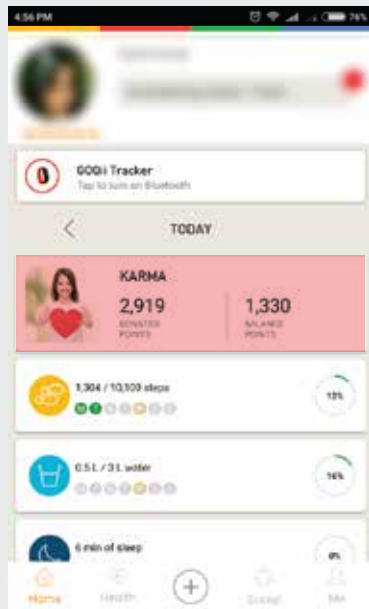 4:56 PM 76%
GOQii Tracker
Tap to turn on Bluetooth
TODAY
KARMA
2,919 1,330
DONATED BALANCE
POINTS POINTS
1,304 / 10,100 steps
13%
0.5 L / 3 L water
16%
6 min of sleep
0%
Home Health Social Me